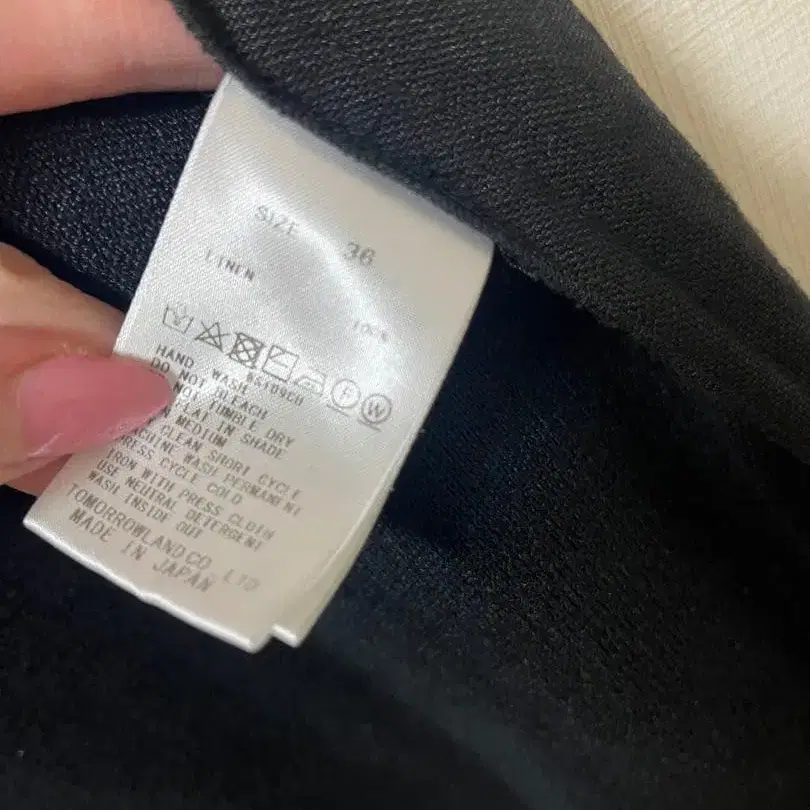 SIZE 36
LINEN 100%
P W
HAND WASH
DO NOT BLEACH
NOT TUMBLE DRY
FLAT IN SHADE
MEDIUM
CLEAN SHORT CYCLE
WASH PERMANENT
PRESS CYCLE COLD
IRON WITH PRESS CLOTH
USE NEUTRAL DETERGENT
WASH INSIDE OUT
TOMORROWLAND CO., LTD
MADE IN JAPAN